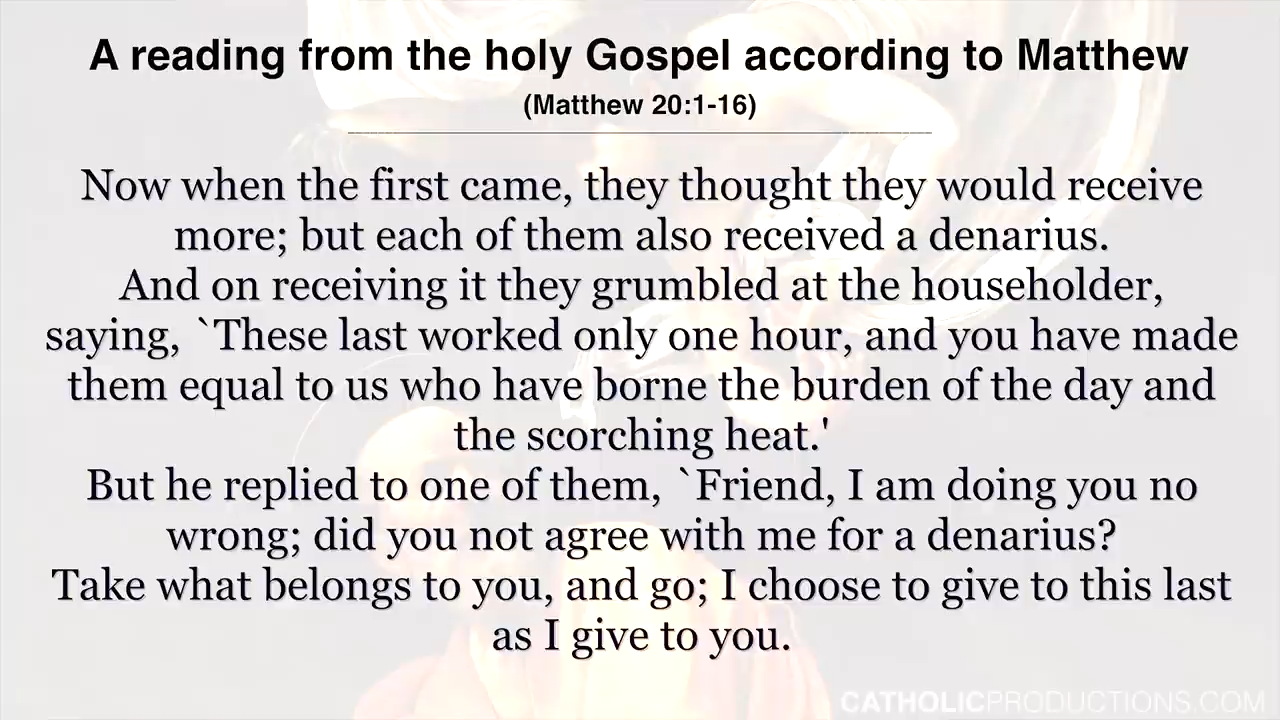 A reading from the holy Gospel according to Matthew
(Matthew 20:1-16)
Now when the first came, they thought they would receive
more; but each of them also received a denarius.
And on receiving it they grumbled at the householder,
saying, `These last worked only one hour, and you have made
them equal to us who have borne the burden of the day and
the scorching heat.'
But he replied to one of them, `Friend, I am doing you no
wrong; did you not agree with me for a denarius?
Take what belongs to you, and go; I choose to give to this last
as I give to you.
CATHOLICPRODUCTIONS.COM